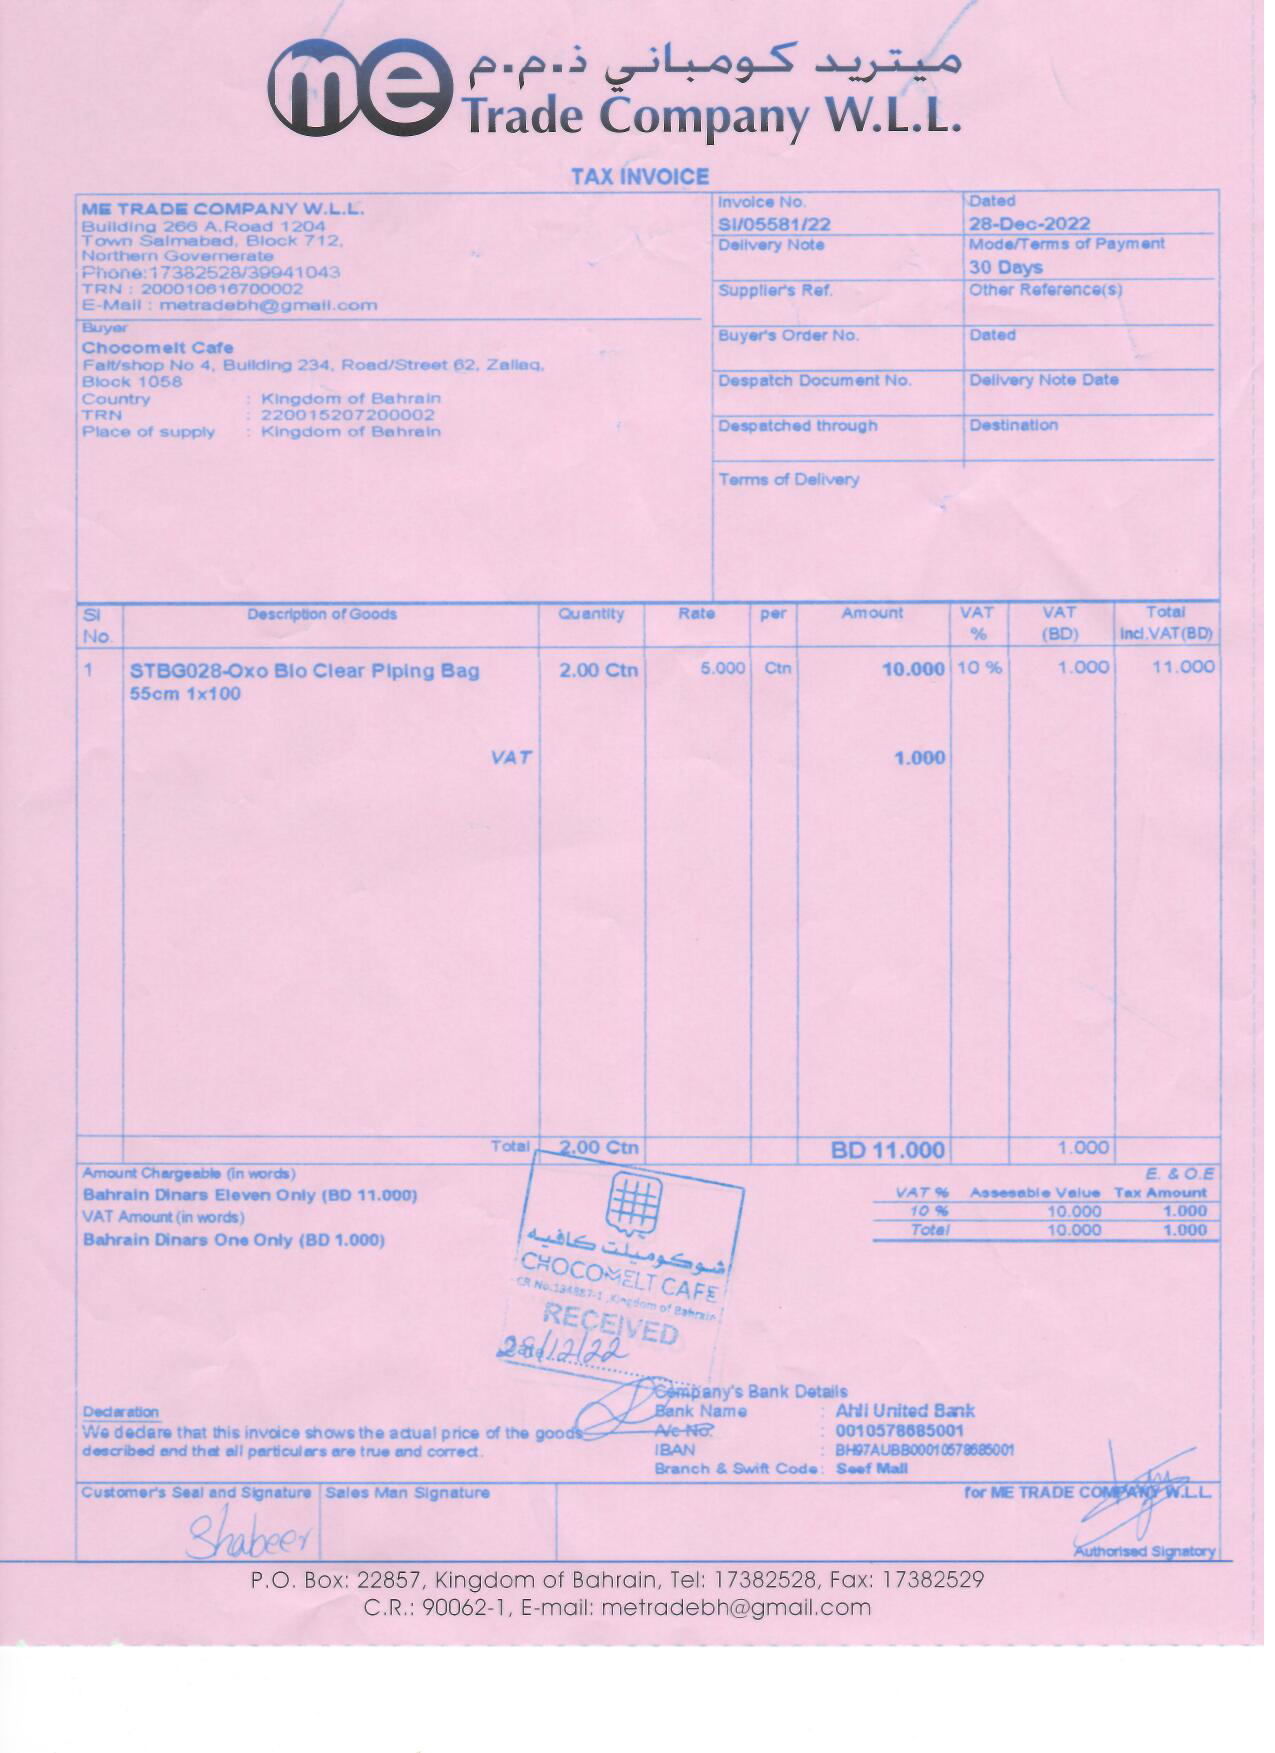 me ميتريد كومباني ذ.م.م
Trade Company W.L.L.
TAX INVOICE
ME TRADE COMPANY W.L.L.
Building 266 A.Road 1204
Town Salmabad, Block 712,
Northern Governerate
Phone:17382528/39941043
TRN : 200010616700002
E-Mail : metradebh@gmail.com
Buyer
Chocomelt Cafe
Falt/shop No 4, Building 234, Road/Street 62, Zallaq,
Block 1058
Country : Kingdom of Bahrain
TRN : 220015207200002
Place of supply : Kingdom of Bahrain
Invoice No. Dated
SI/05581/22 28-Dec-2022
Delivery Note Mode/Terms of Payment
30 Days
Supplier's Ref. Other Reference(s)
Buyer's Order No. Dated
Despatch Document No. Delivery Note Date
Despatched through Destination
Terms of Delivery
Sl No. Description of Goods Quantity Rate per Amount VAT % VAT (BD) Total Incl.VAT(BD)
1 STBG028-Oxo Bio Clear Piping Bag 2.00 Ctn 5.000 Ctn 10.000 10 % 1.000 11.000
55cm 1x100
VAT 1.000
Total 2.00 Ctn BD 11.000 1.000
Amount Chargeable (in words) E. & O.E
Bahrain Dinars Eleven Only (BD 11.000)
VAT Amount (in words)
Bahrain Dinars One Only (BD 1.000)
VAT % Assesable Value Tax Amount
10 % 10.000 1.000
Total 10.000 1.000
شوكوميلت كافيه
CHOCOMELT CAFE
CR No.134887-1, Kingdom of Bahrain
RECEIVED
28/12/22
Company's Bank Details
Bank Name : Ahli United Bank
A/c No. : 0010578685001
IBAN : BH97AUBB00010578685001
Branch & Swift Code : Seef Mall
Declaration
We declare that this invoice shows the actual price of the goods
described and that all particulars are true and correct.
Customer's Seal and Signature Sales Man Signature for ME TRADE COMPANY W.L.L.
Shabeer
Authorised Signatory
P.O. Box: 22857, Kingdom of Bahrain, Tel: 17382528, Fax: 17382529
C.R.: 90062-1, E-mail: metradebh@gmail.com